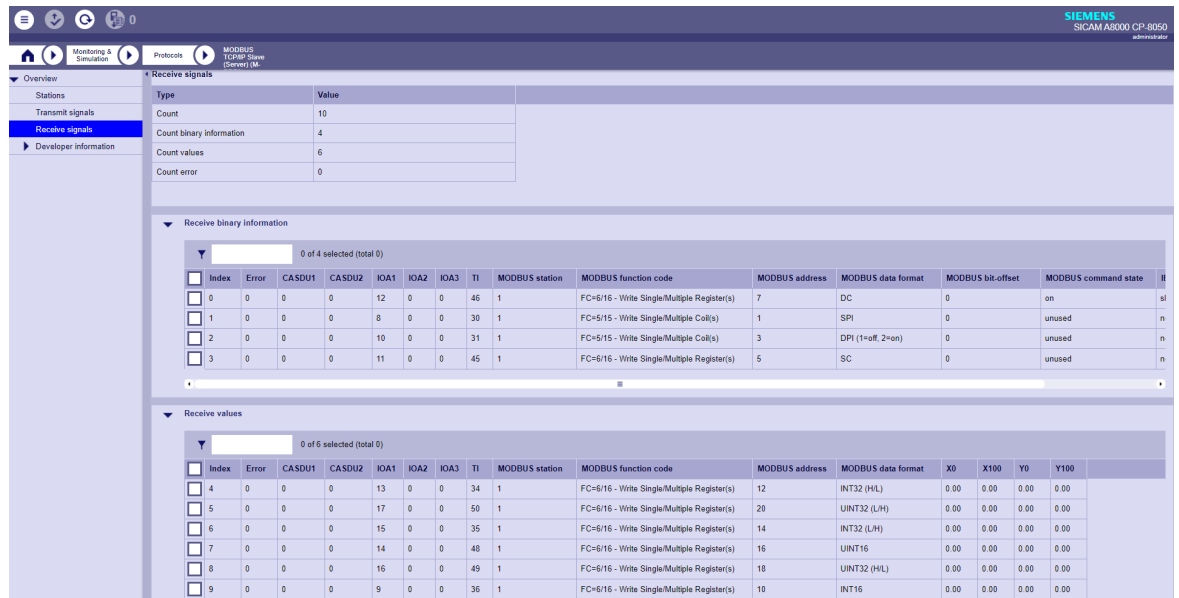 0
SIEMENS
SICAM A8000 CP-8050
administrator
Monitoring & Simulation
Protocols
MODBUS
TCP/IP Slave
(Server) (M-
Overview
Stations
Transmit signals
Receive signals
Developer information
Receive signals
Type Value
Count 10
Count binary information 4
Count values 6
Count error 0
Receive binary information
0 of 4 selected (total 0)
Index Error CASDU1 CASDU2 IOA1 IOA2 IOA3 TI MODBUS station MODBUS function code MODBUS address MODBUS data format MODBUS bit-offset MODBUS command state
0 0 0 0 12 0 0 46 1 FC=6/16 - Write Single/Multiple Register(s) 7 DC 0 on
1 0 0 0 8 0 0 30 1 FC=5/15 - Write Single/Multiple Coil(s) 1 SPI 0 unused
2 0 0 0 10 0 0 31 1 FC=5/15 - Write Single/Multiple Coil(s) 3 DPI (1=off, 2=on) 0 unused
3 0 0 0 11 0 0 45 1 FC=6/16 - Write Single/Multiple Register(s) 5 SC 0 unused
Receive values
0 of 6 selected (total 0)
Index Error CASDU1 CASDU2 IOA1 IOA2 IOA3 TI MODBUS station MODBUS function code MODBUS address MODBUS data format X0 X100 Y0 Y100
4 0 0 0 13 0 0 34 1 FC=6/16 - Write Single/Multiple Register(s) 12 INT32 (H/L) 0.00 0.00 0.00 0.00
5 0 0 0 17 0 0 50 1 FC=6/16 - Write Single/Multiple Register(s) 20 UINT32 (L/H) 0.00 0.00 0.00 0.00
6 0 0 0 15 0 0 35 1 FC=6/16 - Write Single/Multiple Register(s) 14 INT32 (L/H) 0.00 0.00 0.00 0.00
7 0 0 0 14 0 0 48 1 FC=6/16 - Write Single/Multiple Register(s) 16 UINT16 0.00 0.00 0.00 0.00
8 0 0 0 16 0 0 49 1 FC=6/16 - Write Single/Multiple Register(s) 18 UINT32 (H/L) 0.00 0.00 0.00 0.00
9 0 0 0 9 0 0 36 1 FC=6/16 - Write Single/Multiple Register(s) 10 INT16 0.00 0.00 0.00 0.00